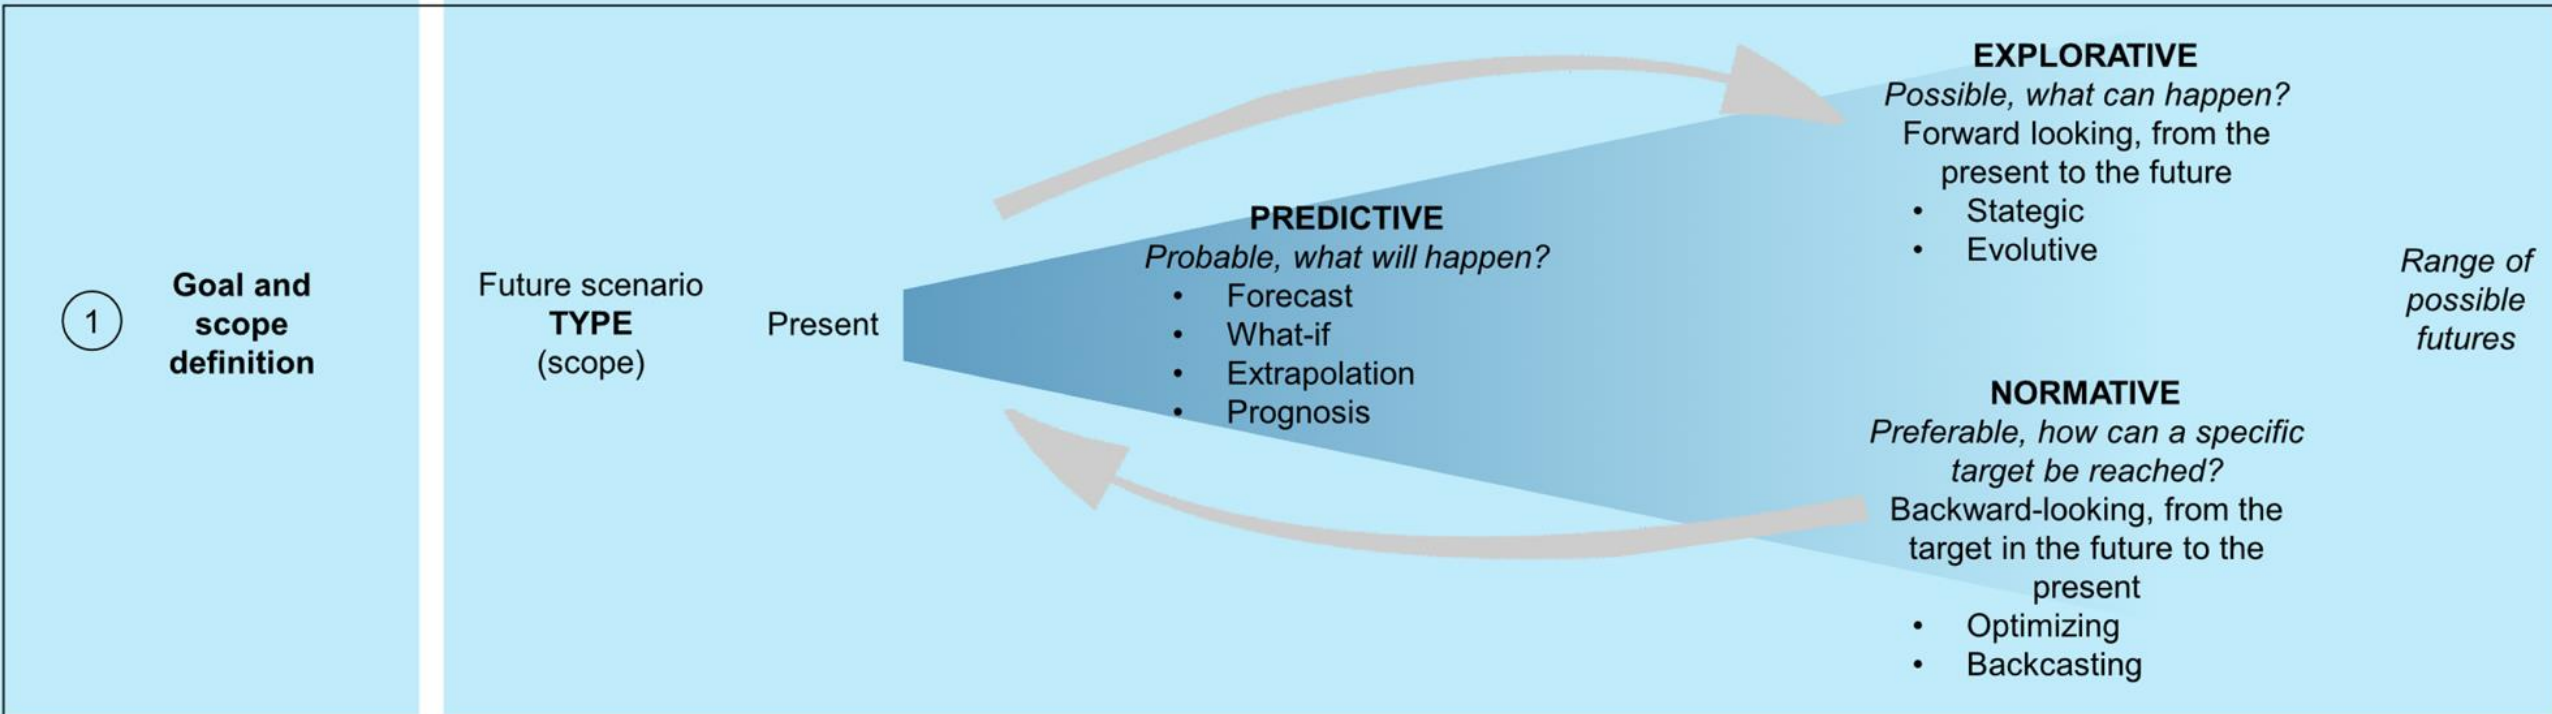 1
Goal and
scope
definition
Future scenario
TYPE
(scope)
Present
PREDICTIVE
Probable, what will happen?
• Forecast
• What-if
• Extrapolation
• Prognosis
EXPLORATIVE
Possible, what can happen?
Forward looking, from the
present to the future
• Stategic
• Evolutive
NORMATIVE
Preferable, how can a specific
target be reached?
Backward-looking, from the
target in the future to the
present
• Optimizing
• Backcasting
Range of
possible
futures